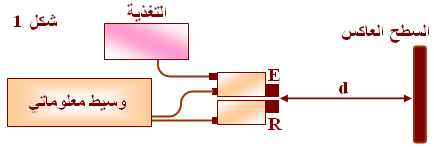 شكل 1
التغذية
السطح العاكس
وسيط معلوماتي
E
d
R